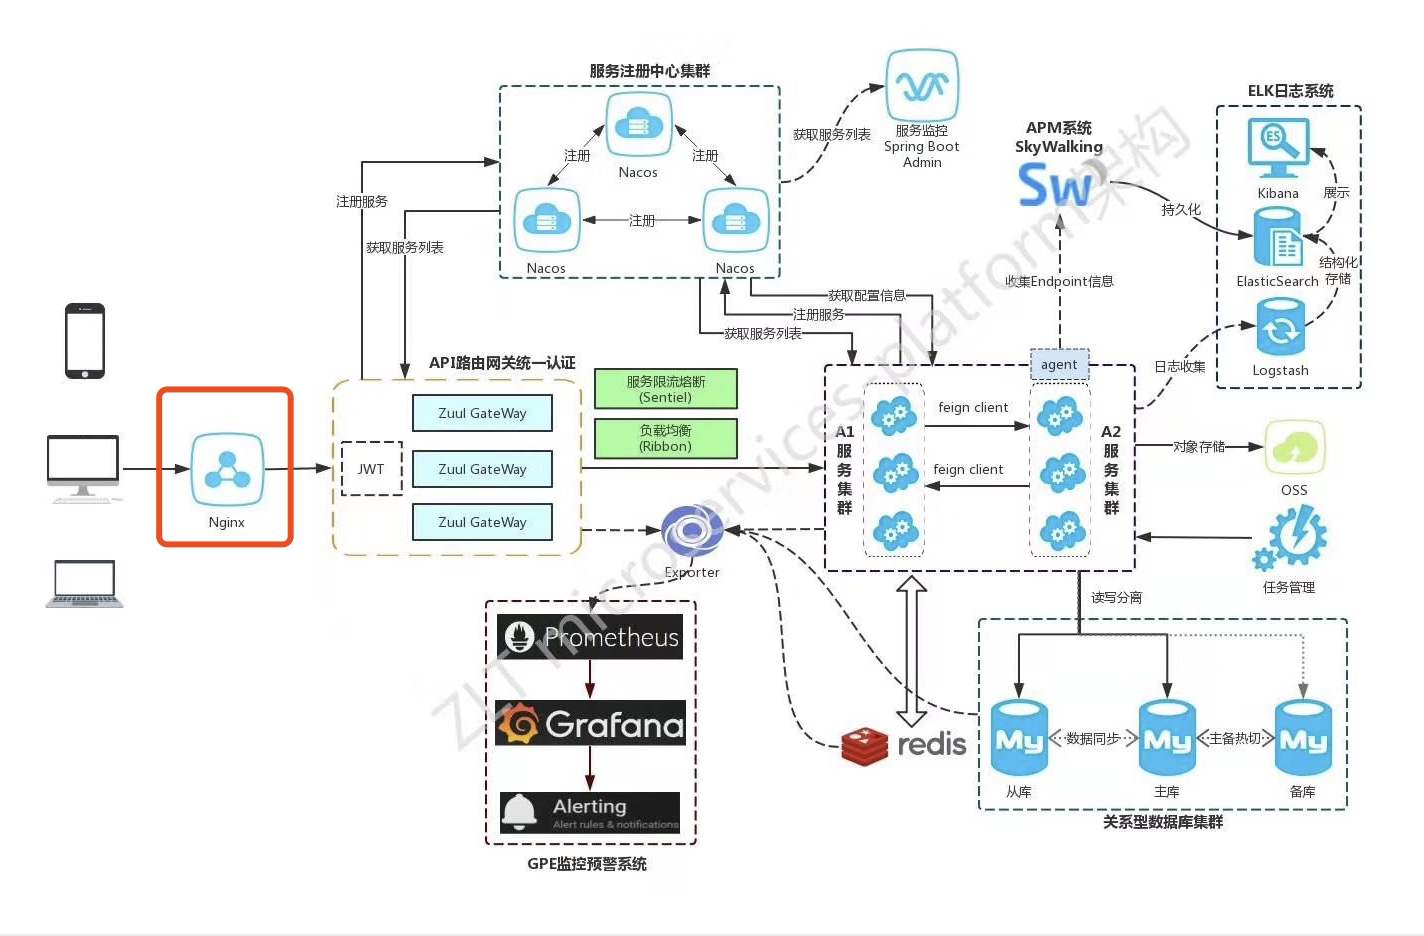 服务注册中心集群
Nacos
注册
注册
Nacos
注册
Nacos
注册服务
获取服务列表
获取服务列表
服务监控
Spring Boot
Admin
APM系统
SkyWalking
Sw
持久化
ELK日志系统
ES
Kibana
展示
ElasticSearch
结构化
存储
Logstash
日志收集
收集Endpoint信息
获取配置信息
注册服务
获取服务列表
Nginx
API路由网关统一认证
JWT
Zuul GateWay
Zuul GateWay
Zuul GateWay
服务限流熔断
(Sentiel)
负载均衡
(Ribbon)
A1
服
务
集
群
feign client
feign client
agent
A2
服
务
集
群
对象存储
OSS
任务管理
Exporter
Prometheus
Grafana
Alerting
Alert rules & notifications
GPE监控预警系统
redis
读写分离
My
数据同步
My
主备热切
My
从库
主库
备库
关系型数据库集群
ZLT microservices-platform架构